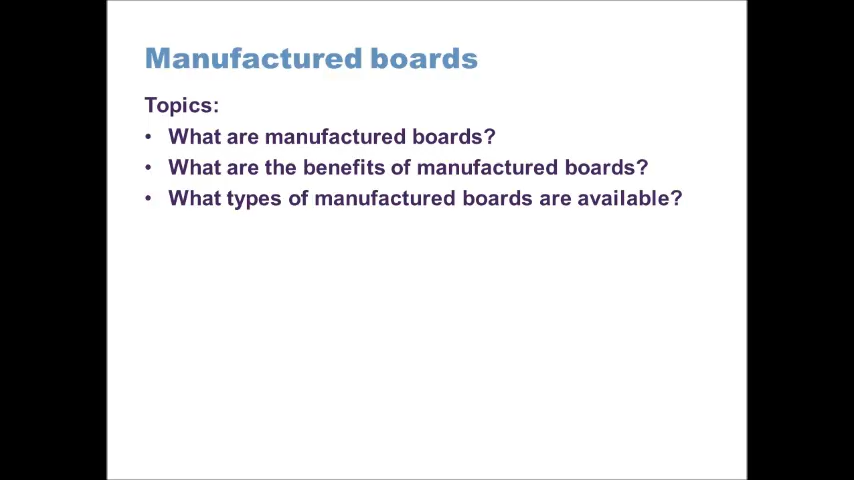 Manufactured boards
Topics:
• What are manufactured boards?
• What are the benefits of manufactured boards?
• What types of manufactured boards are available?